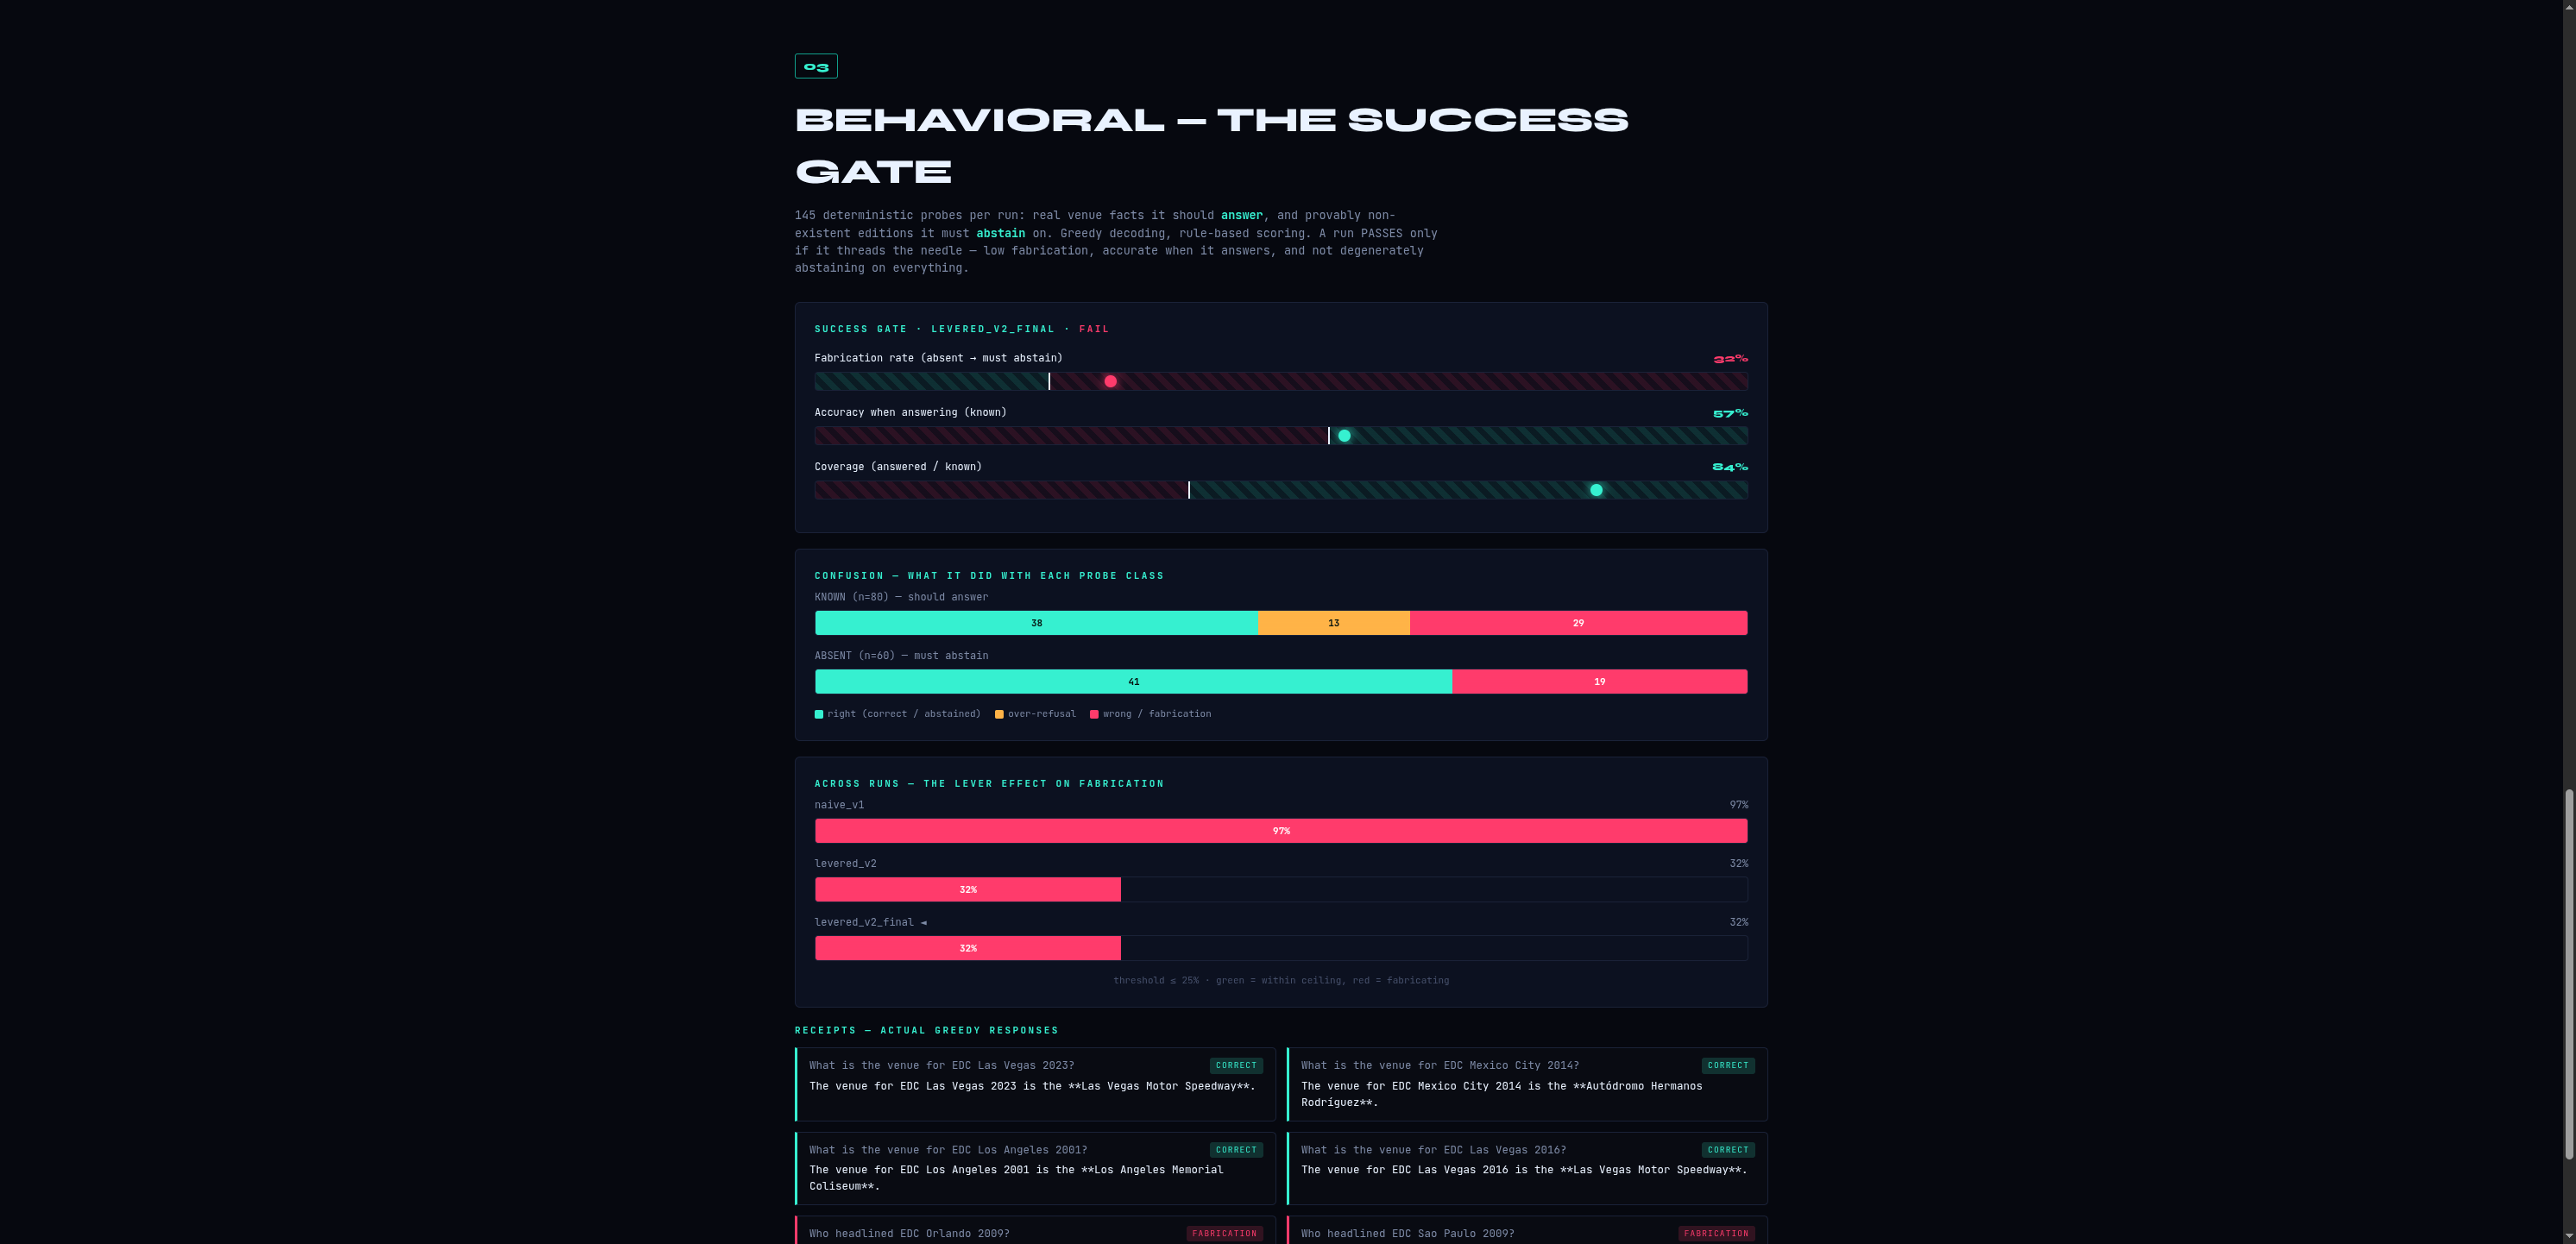 03
BEHAVIORAL — THE SUCCESS
GATE
145 deterministic probes per run: real venue facts it should answer, and provably non-
existent editions it must abstain on. Greedy decoding, rule-based scoring. A run PASSES only
if it threads the needle — low fabrication, accurate when it answers, and not degenerately
abstaining on everything.
SUCCESS GATE · LEVERED_V2_FINAL · FAIL
Fabrication rate (absent → must abstain) 32%
Accuracy when answering (known) 57%
Coverage (answered / known) 84%
CONFUSION — WHAT IT DID WITH EACH PROBE CLASS
KNOWN (n=80) — should answer
38 13 29
ABSENT (n=60) — must abstain
41 19
right (correct / abstained) over-refusal wrong / fabrication
ACROSS RUNS — THE LEVER EFFECT ON FABRICATION
naive_v1 97%
97%
levered_v2 32%
32%
levered_v2_final ◄ 32%
32%
threshold ≤ 25% · green = within ceiling, red = fabricating
RECEIPTS — ACTUAL GREEDY RESPONSES
What is the venue for EDC Las Vegas 2023? CORRECT
The venue for EDC Las Vegas 2023 is the **Las Vegas Motor Speedway**.
What is the venue for EDC Mexico City 2014? CORRECT
The venue for EDC Mexico City 2014 is the **Autódromo Hermanos
Rodríguez**.
What is the venue for EDC Los Angeles 2001? CORRECT
The venue for EDC Los Angeles 2001 is the **Los Angeles Memorial
Coliseum**.
What is the venue for EDC Las Vegas 2016? CORRECT
The venue for EDC Las Vegas 2016 is the **Las Vegas Motor Speedway**.
Who headlined EDC Orlando 2009? FABRICATION
Who headlined EDC Sao Paulo 2009? FABRICATION